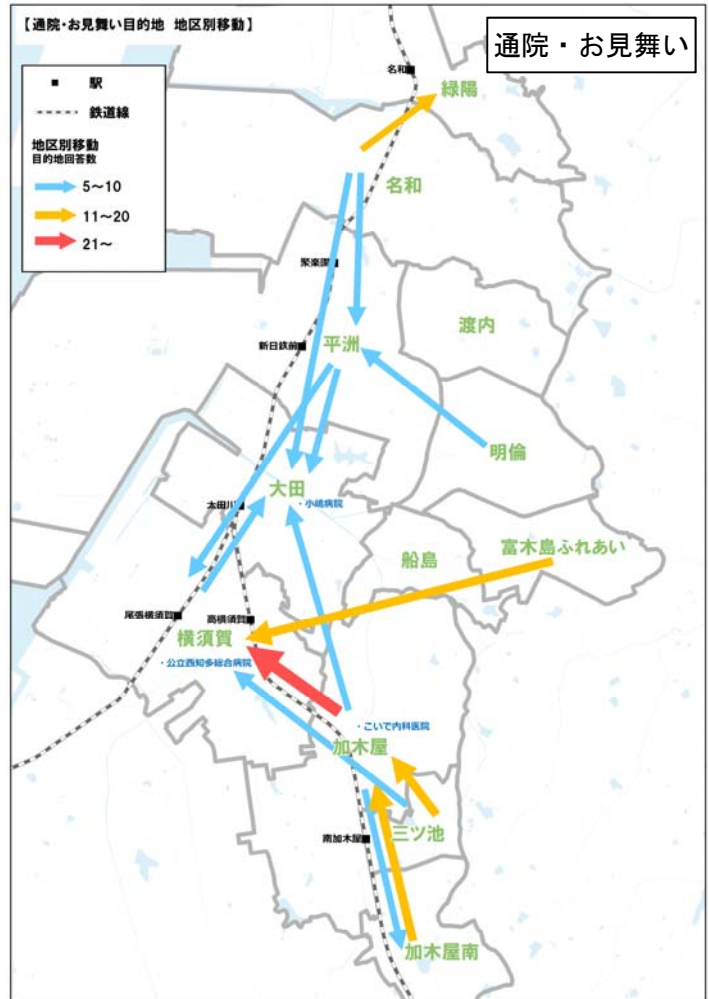 【通院・お見舞い目的地 地区別移動】
通院・お見舞い
駅
鉄道線
地区別移動
目的地回答数
5～10
11～20
21～
名和
緑陽
名和
聚楽園
渡内
新日鉄前
平洲
明倫
大田
太田川
・小嶋病院
船島
富木島ふれあい
尾張横須賀
高横須賀
横須賀
・公立西知多総合病院
・こいで内科医院
加木屋
三ツ池
南加木屋
加木屋南